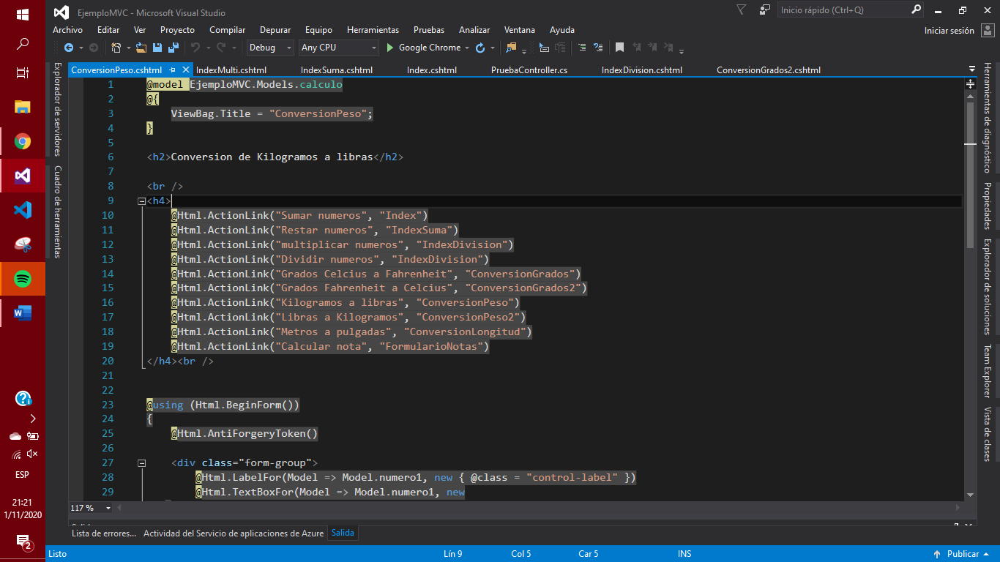 EjemploMVC - Microsoft Visual Studio
Inicio rápido (Ctrl+Q)
Archivo Editar Ver Proyecto Compilar Depurar Equipo Herramientas Pruebas Analizar Ventana Ayuda
Iniciar sesión
Debug Any CPU Google Chrome
Explorador de servidores
Cuadro de herramientas
ConversionPeso.cshtml IndexMulti.cshtml IndexSuma.cshtml Index.cshtml PruebaController.cs IndexDivision.cshtml ConversionGrados2.cshtml
1 @model EjemploMVC.Models.calculo
2 @{
3 ViewBag.Title = "ConversionPeso";
4 }
5
6 <h2>Conversion de Kilogramos a libras</h2>
7
8 <br />
9 <h4>
10 @Html.ActionLink("Sumar numeros", "Index")
11 @Html.ActionLink("Restar numeros", "IndexSuma")
12 @Html.ActionLink("multiplicar numeros", "IndexDivision")
13 @Html.ActionLink("Dividir numeros", "IndexDivision")
14 @Html.ActionLink("Grados Celcius a Fahrenheit", "ConversionGrados")
15 @Html.ActionLink("Grados Fahrenheit a Celcius", "ConversionGrados2")
16 @Html.ActionLink("Kilogramos a libras", "ConversionPeso")
17 @Html.ActionLink("Libras a Kilogramos", "ConversionPeso2")
18 @Html.ActionLink("Metros a pulgadas", "ConversionLongitud")
19 @Html.ActionLink("Calcular nota", "FormularioNotas")
20 </h4><br />
21
22
23 @using (Html.BeginForm())
24 {
25 @Html.AntiForgeryToken()
26
27 <div class="form-group">
28 @Html.LabelFor(Model => Model.numero1, new { @class = "control-label" })
29 @Html.TextBoxFor(Model => Model.numero1, new
Herramientas de diagnóstico
Propiedades
Explorador de soluciones
Team Explorer
Vista de clases
117 %
Salida
Lista de errores... Actividad del Servicio de aplicaciones de Azure Salida
Listo Lín 9 Col 5 Car 5 INS Publicar
ESP
21:21
1/11/2020
2